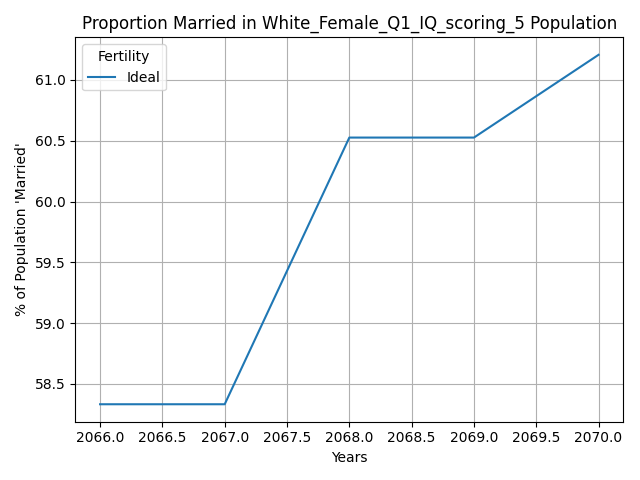 Proportion Married in White_Female_Q1_IQ_scoring_5 Population
Fertility
Ideal
% of Population 'Married'
61.0
60.5
60.0
59.5
59.0
58.5
2066.0 2066.5 2067.0 2067.5 2068.0 2068.5 2069.0 2069.5 2070.0
Years